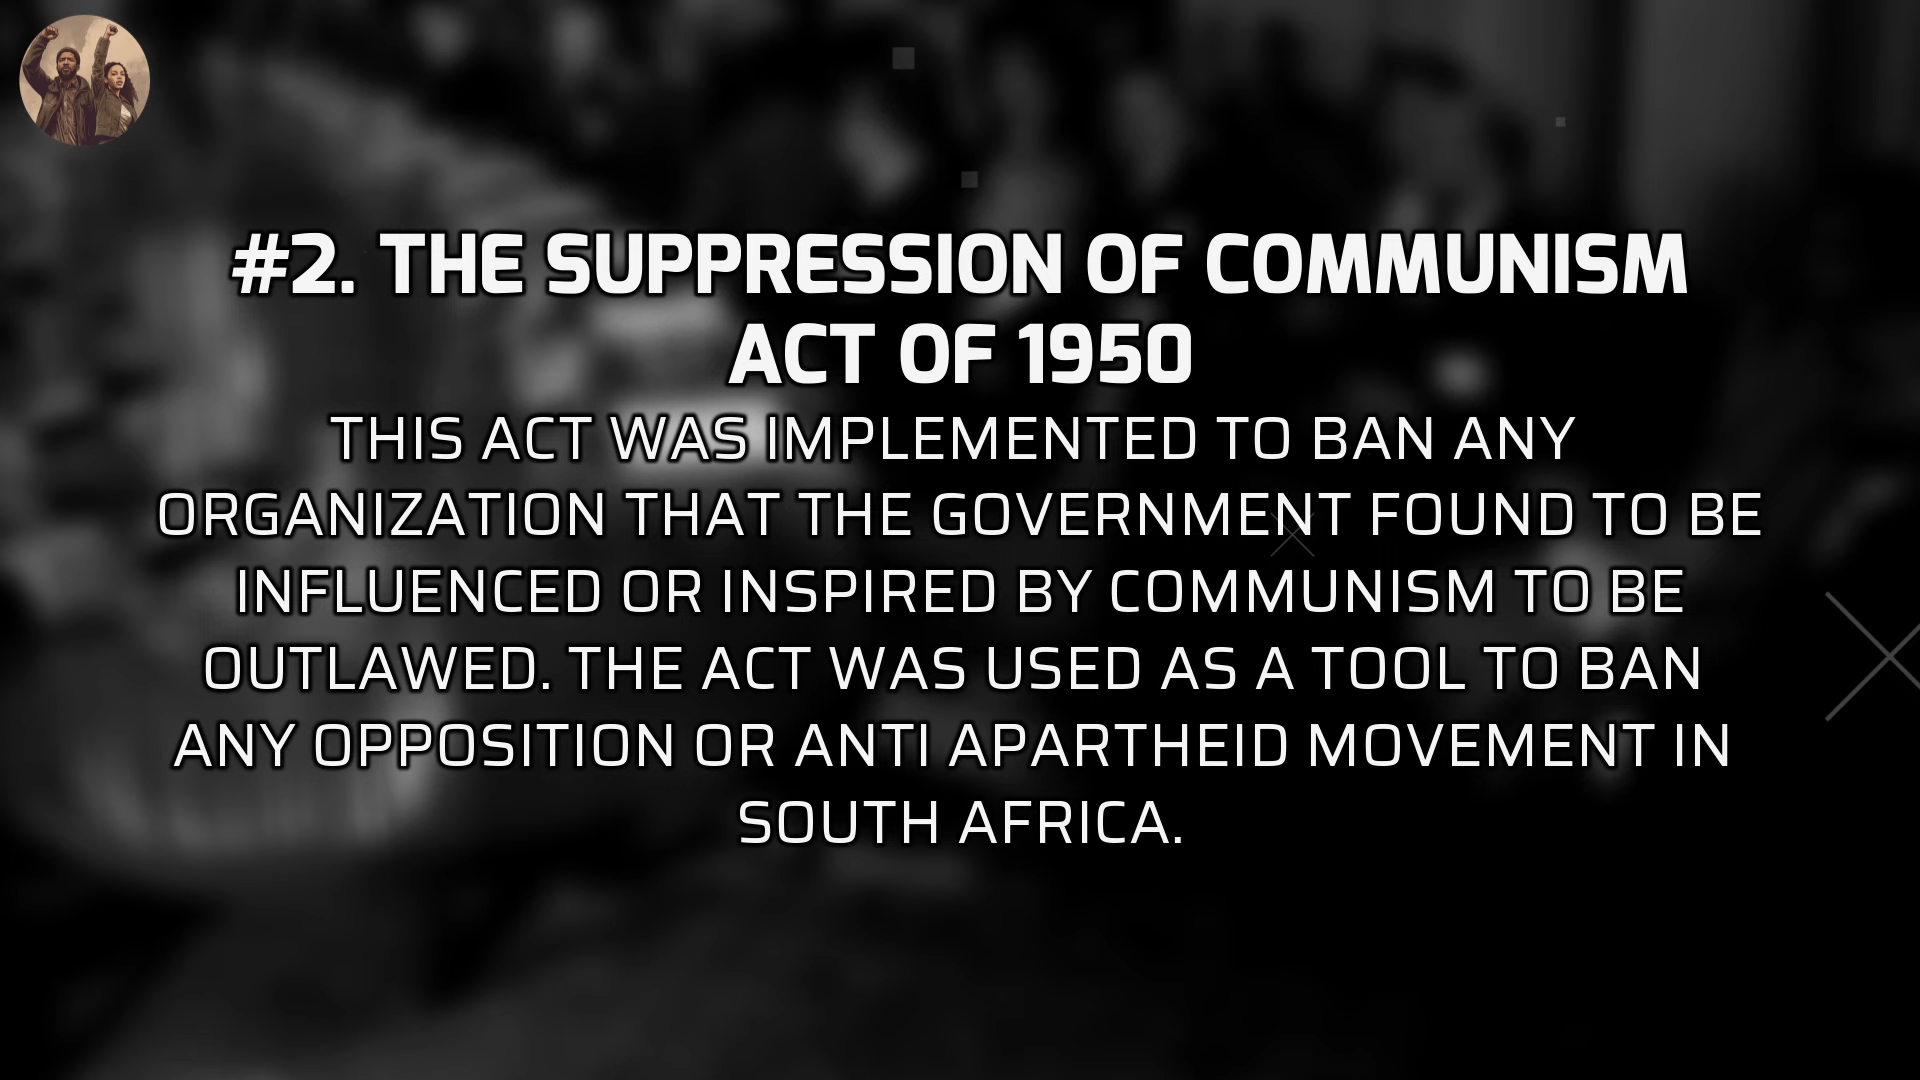 #2. THE SUPPRESSION OF COMMUNISM
ACT OF 1950
THIS ACT WAS IMPLEMENTED TO BAN ANY
ORGANIZATION THAT THE GOVERNMENT FOUND TO BE
INFLUENCED OR INSPIRED BY COMMUNISM TO BE
OUTLAWED. THE ACT WAS USED AS A TOOL TO BAN
ANY OPPOSITION OR ANTI APARTHEID MOVEMENT IN
SOUTH AFRICA.